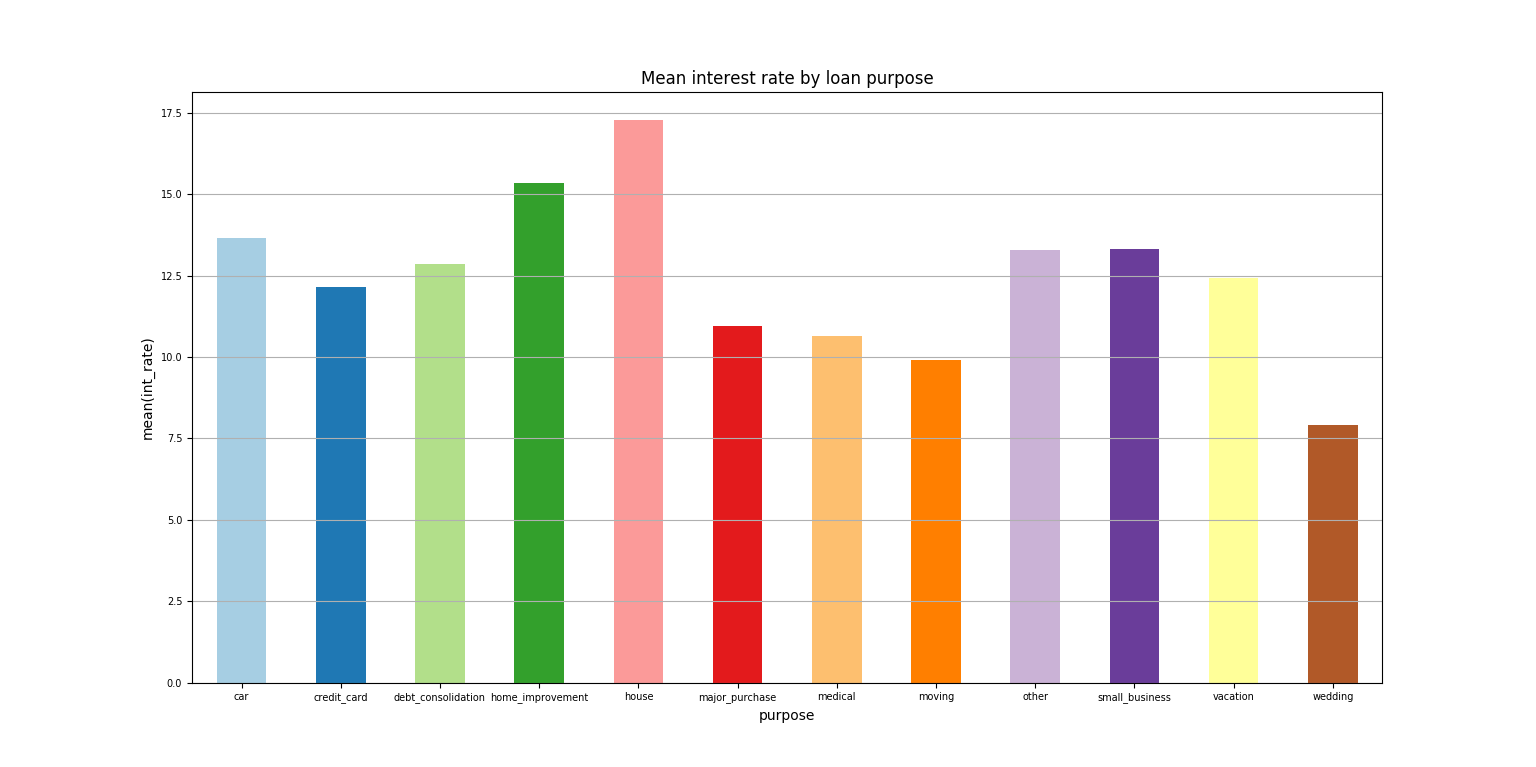 Mean interest rate by loan purpose
17.5
15.0
12.5
10.0
7.5
5.0
2.5
0.0
mean(int_rate)
car credit_card debt_consolidation home_improvement house major_purchase medical moving other small_business vacation wedding
purpose